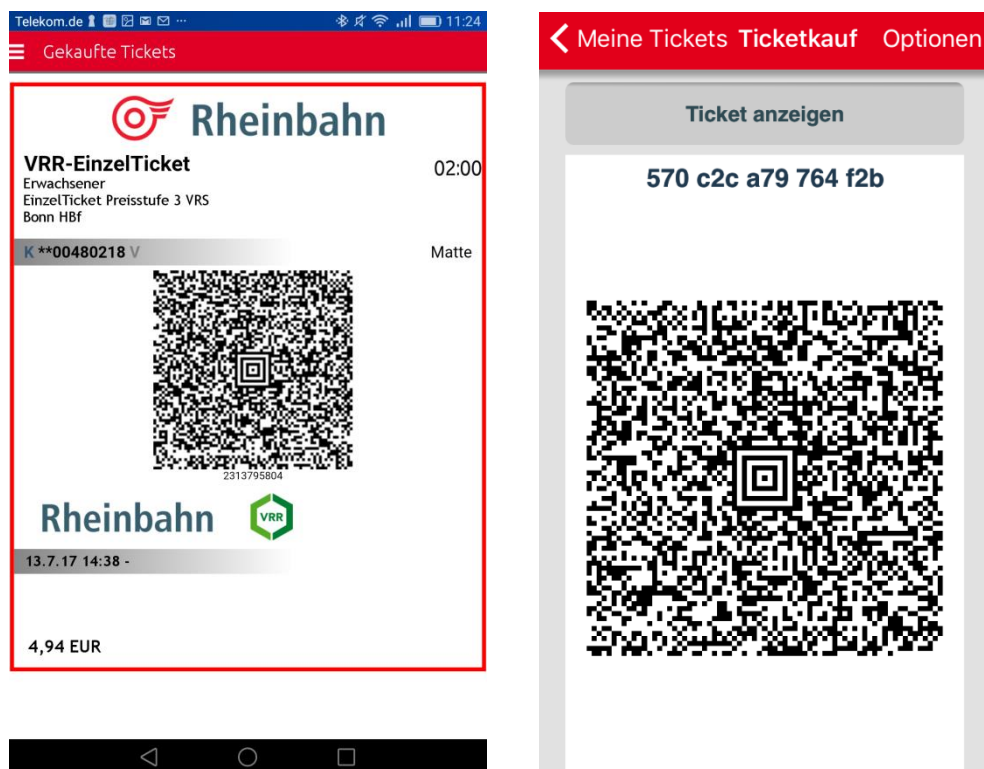 Telekom.de 11:24
Gekaufte Tickets
Rheinbahn
VRR-EinzelTicket 02:00
Erwachsener
EinzelTicket Preisstufe 3 VRS
Bonn HBf
K **00480218 V Matte
2313795804
Rheinbahn VRR
13.7.17 14:38 -
4,94 EUR
Meine Tickets Ticketkauf Optionen
Ticket anzeigen
570 c2c a79 764 f2b